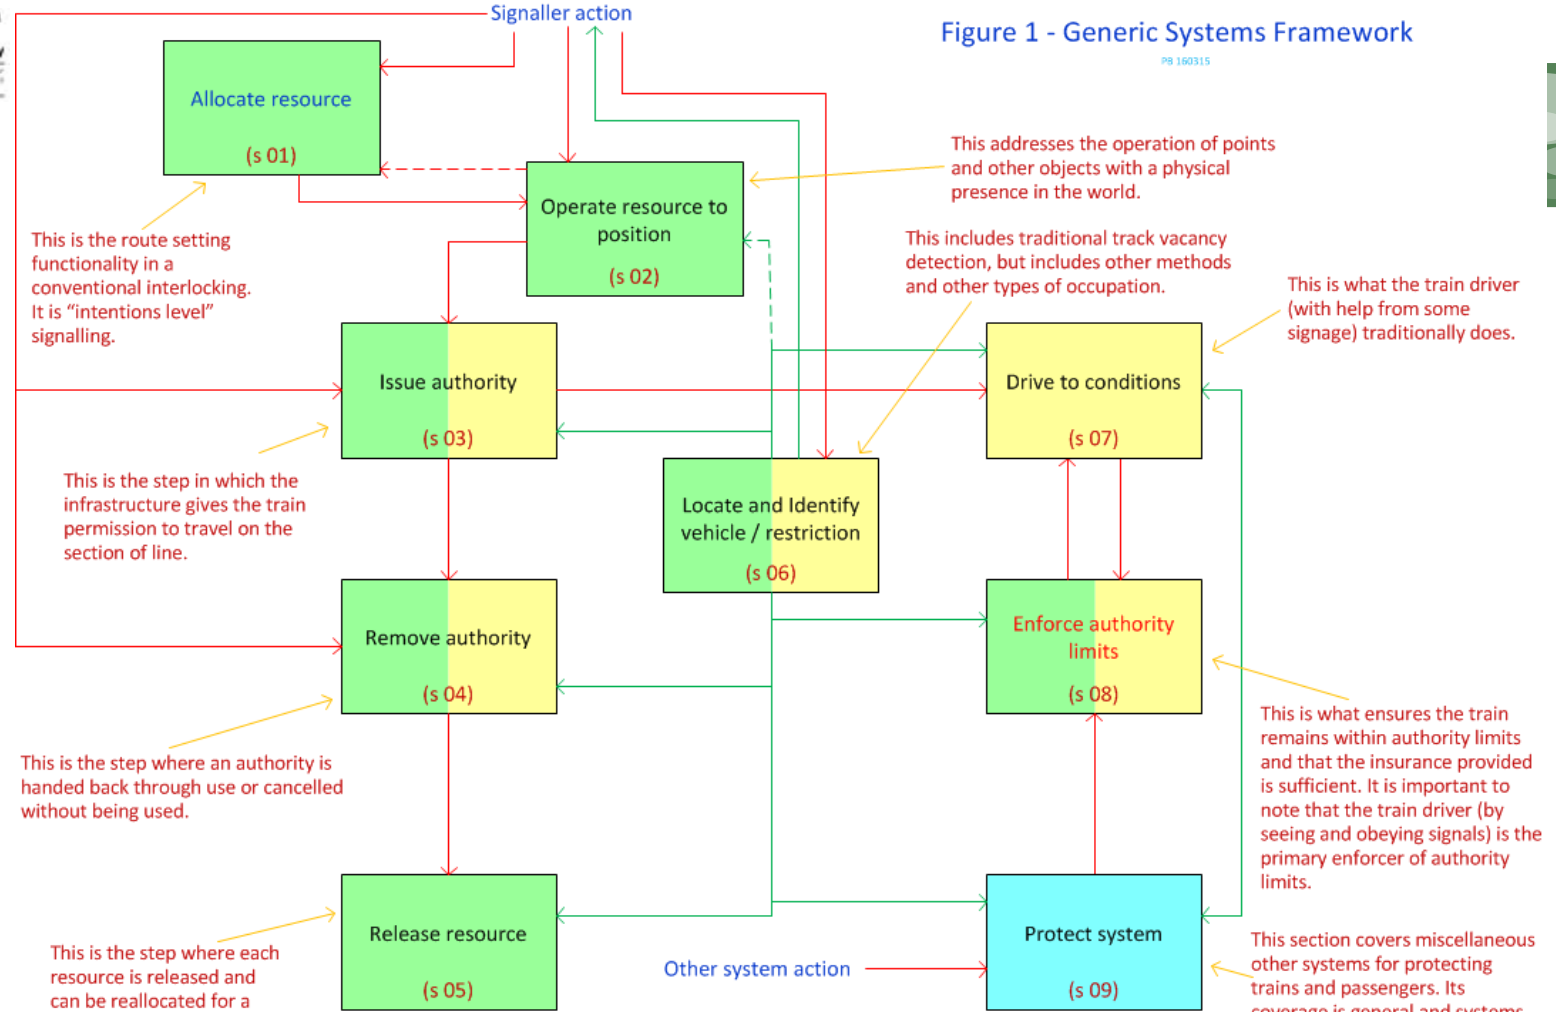 Signaller action
Figure 1 - Generic Systems Framework
PB 160315
Allocate resource
(s 01)
This addresses the operation of points
and other objects with a physical
presence in the world.
Operate resource to
position
(s 02)
This is the route setting
functionality in a
conventional interlocking.
It is “intentions level”
signalling.
This includes traditional track vacancy
detection, but includes other methods
and other types of occupation.
This is what the train driver
(with help from some
signage) traditionally does.
Issue authority
(s 03)
Drive to conditions
(s 07)
This is the step in which the
infrastructure gives the train
permission to travel on the
section of line.
Locate and Identify
vehicle / restriction
(s 06)
Remove authority
(s 04)
Enforce authority
limits
(s 08)
This is the step where an authority is
handed back through use or cancelled
without being used.
This is what ensures the train
remains within authority limits
and that the insurance provided
is sufficient. It is important to
note that the train driver (by
seeing and obeying signals) is the
primary enforcer of authority
limits.
Release resource
(s 05)
This is the step where each
resource is released and
can be reallocated for a
Other system action
Protect system
(s 09)
This section covers miscellaneous
other systems for protecting
trains and passengers. Its
coverage is general and systems